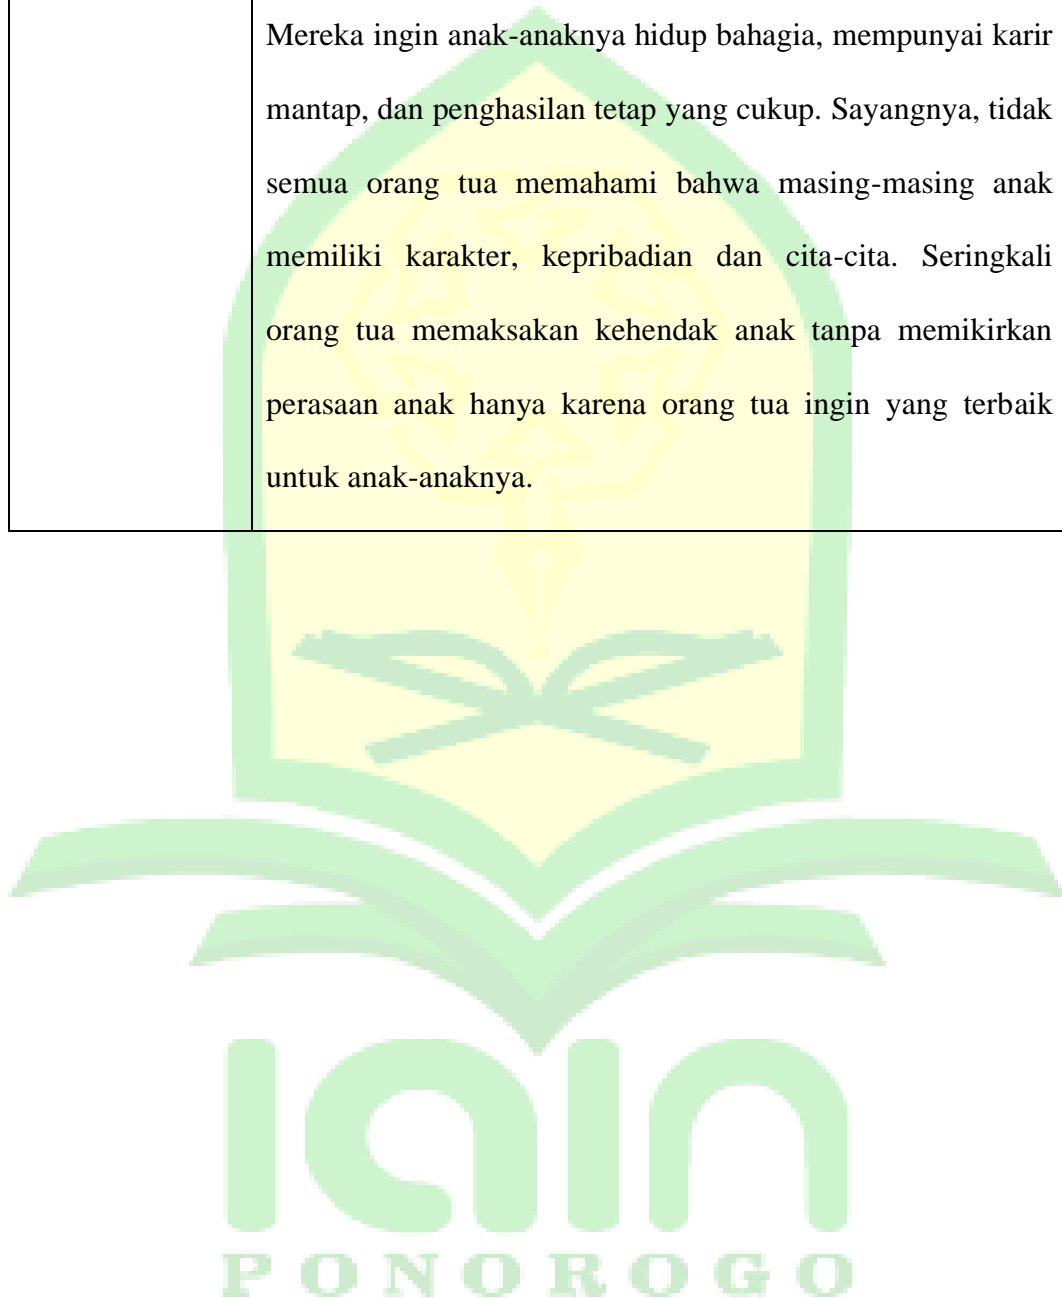 Mereka ingin anak-anaknya hidup bahagia, mempunyai karir
mantap, dan penghasilan tetap yang cukup. Sayangnya, tidak
semua orang tua memahami bahwa masing-masing anak
memiliki karakter, kepribadian dan cita-cita. Seringkali
orang tua memaksakan kehendak anak tanpa memikirkan
perasaan anak hanya karena orang tua ingin yang terbaik
untuk anak-anaknya.
IAIN
PONOROGO